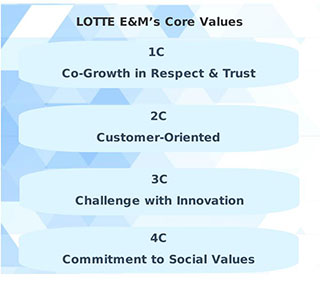 LOTTE E&M’s Core Values
1C
Co-Growth in Respect & Trust
2C
Customer-Oriented
3C
Challenge with Innovation
4C
Commitment to Social Values